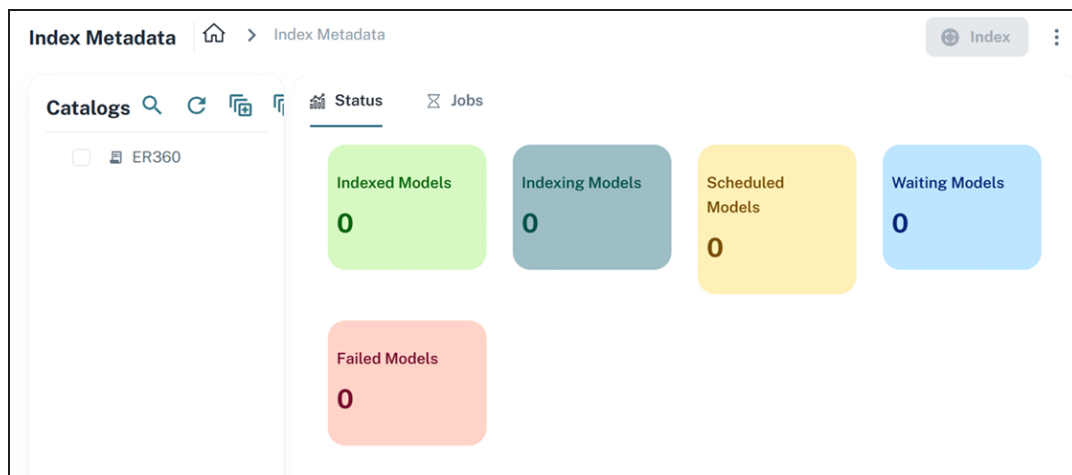 Index Metadata
Index Metadata
Index
Catalogs
Status
Jobs
ER360
Indexed Models
0
Indexing Models
0
Scheduled
Models
0
Waiting Models
0
Failed Models
0